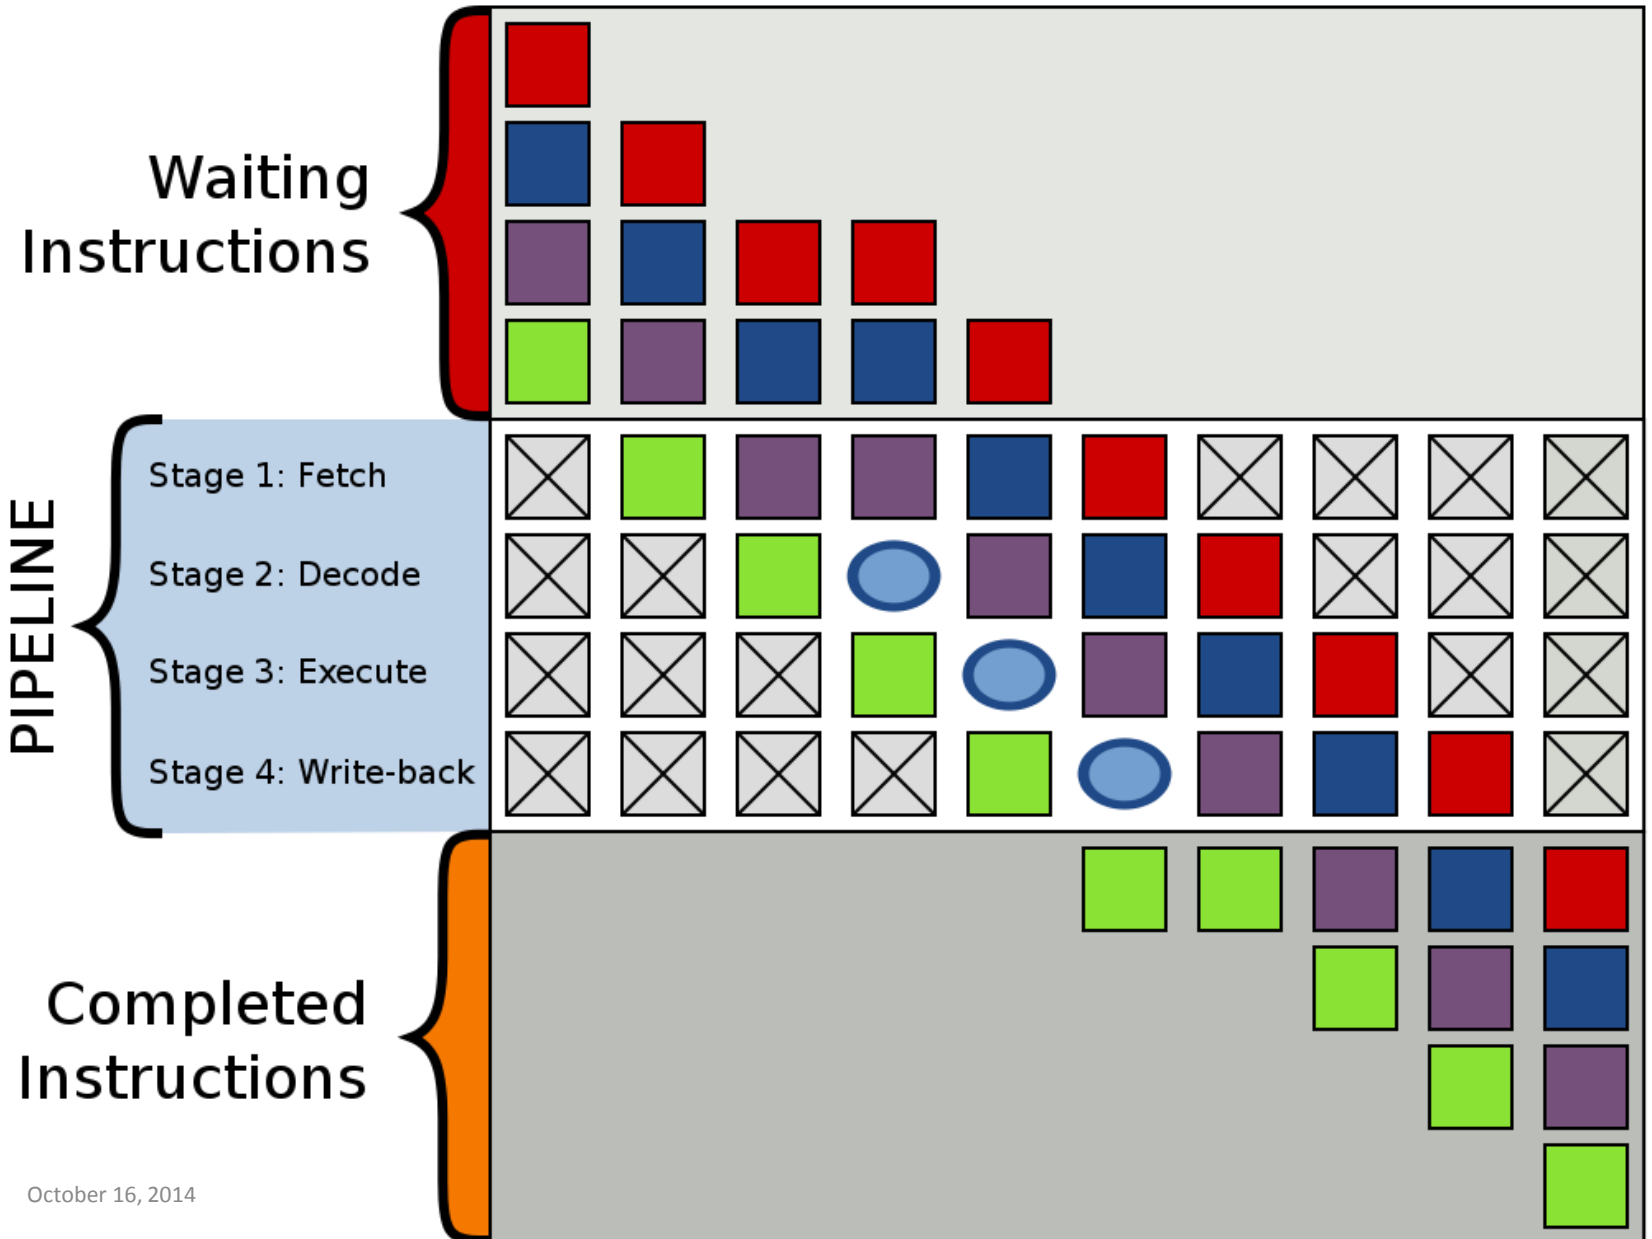 Waiting
Instructions
PIPELINE
Stage 1: Fetch
Stage 2: Decode
Stage 3: Execute
Stage 4: Write-back
Completed
Instructions
October 16, 2014